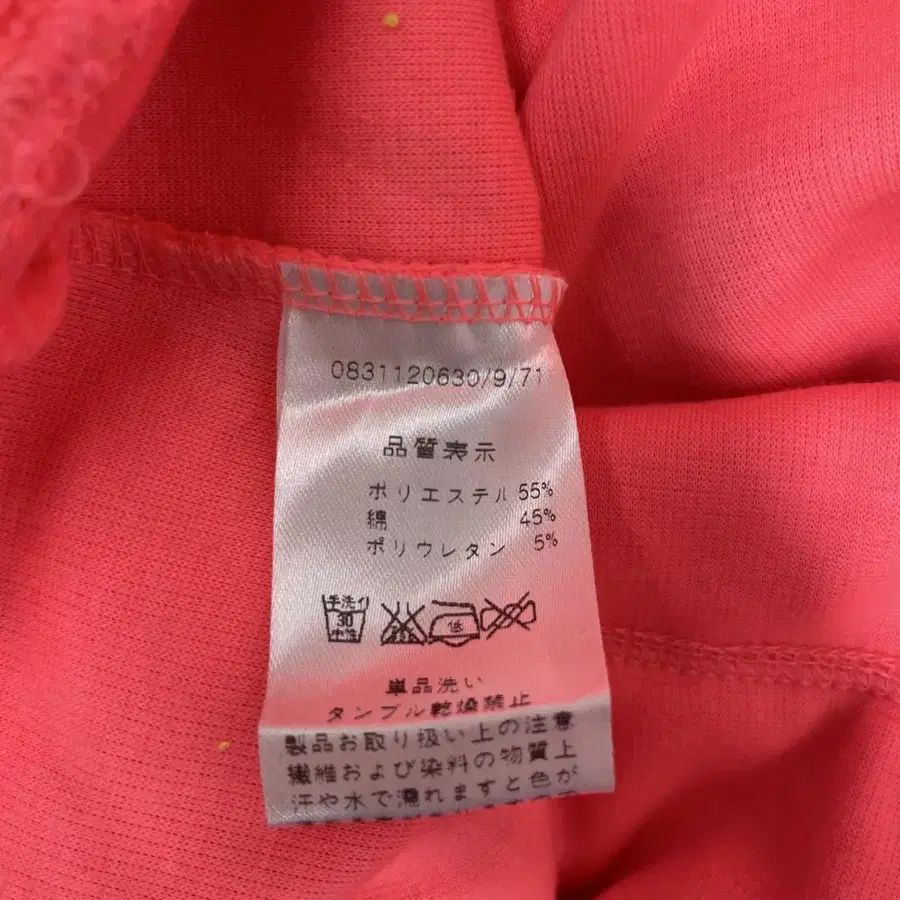 0831120630/9/71
品質表示
ポリエステル 55%
綿 45%
ポリウレタン 5%
手洗イ
30
中性
低
単品洗い
タンブル乾燥禁止
製品お取り扱い上の注意
繊維および染料の物質上
汗や水で濡れますと色が